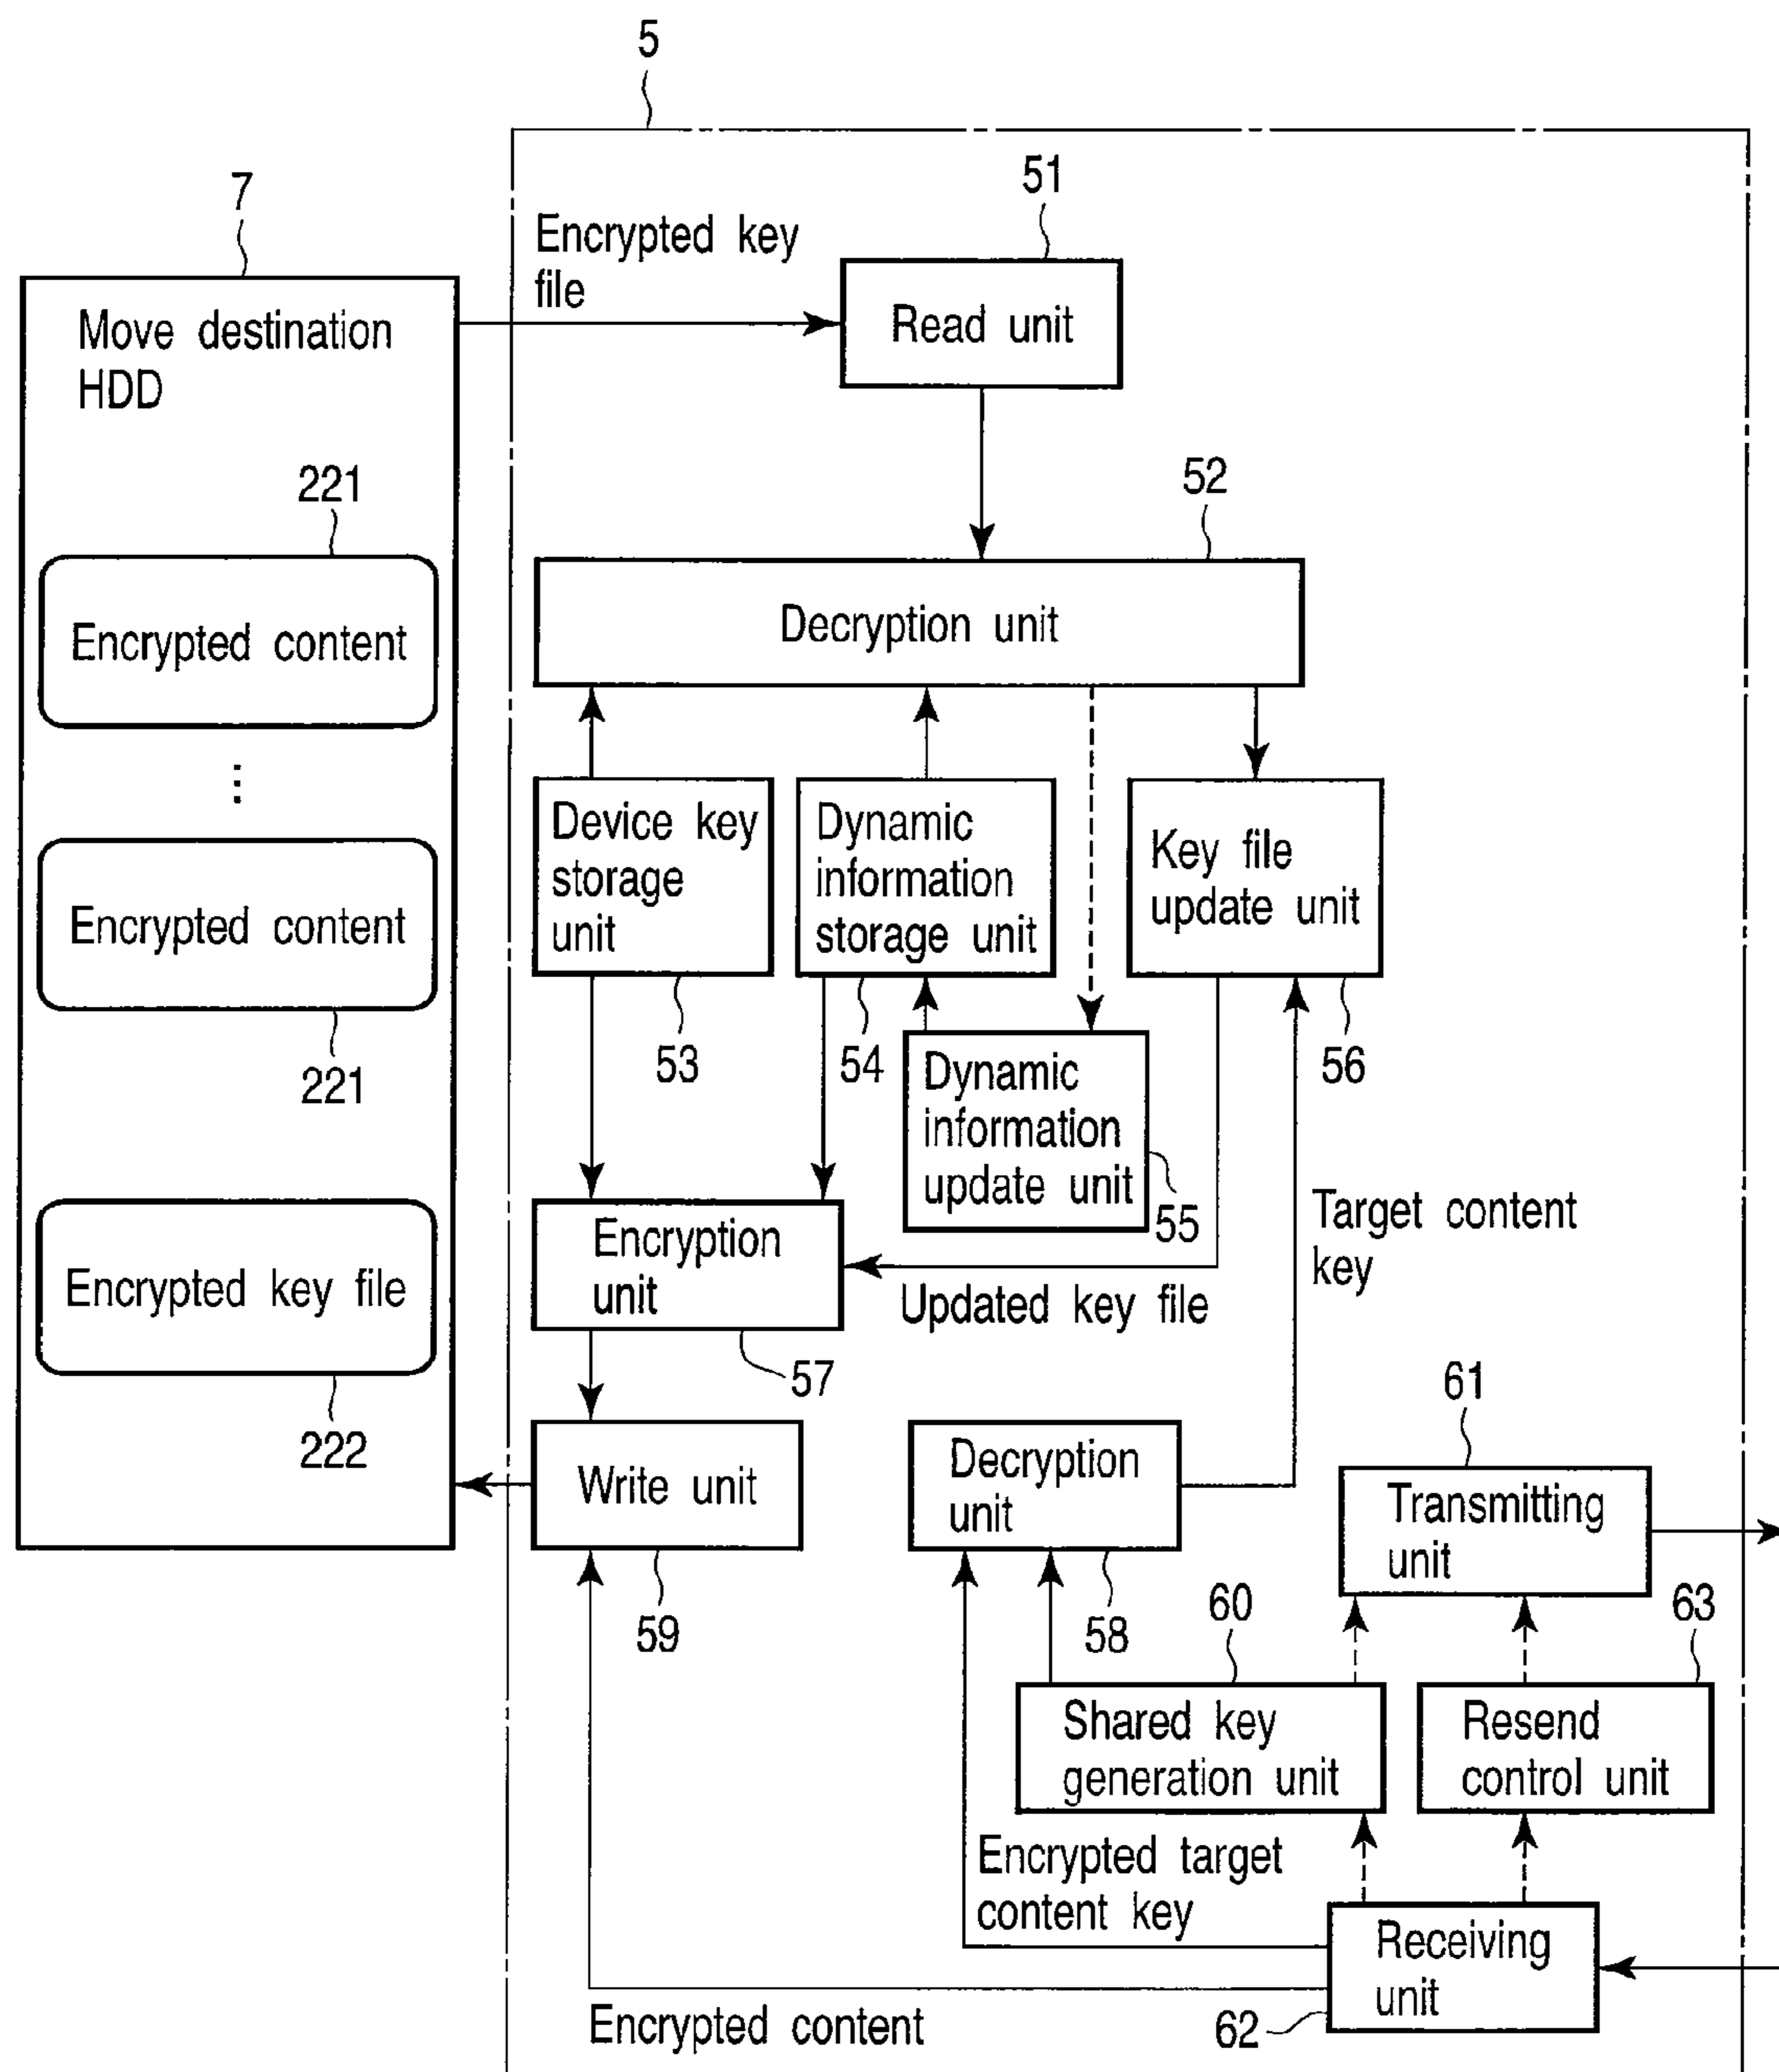 5
7
51
Encrypted key
file
Read unit
Move destination
HDD
221
52
Encrypted content
Decryption unit
⋮
Device key
storage
unit
Dynamic
information
storage unit
Key file
update unit
Encrypted content
53
54
56
221
Dynamic
information
update unit
55
Target content
key
Encryption
unit
Encrypted key file
Updated key file
57
61
222
Write unit
Decryption
unit
Transmitting
unit
59
58
60
63
Shared key
generation unit
Resend
control unit
Encrypted target
content key
Receiving
unit
Encrypted content
62